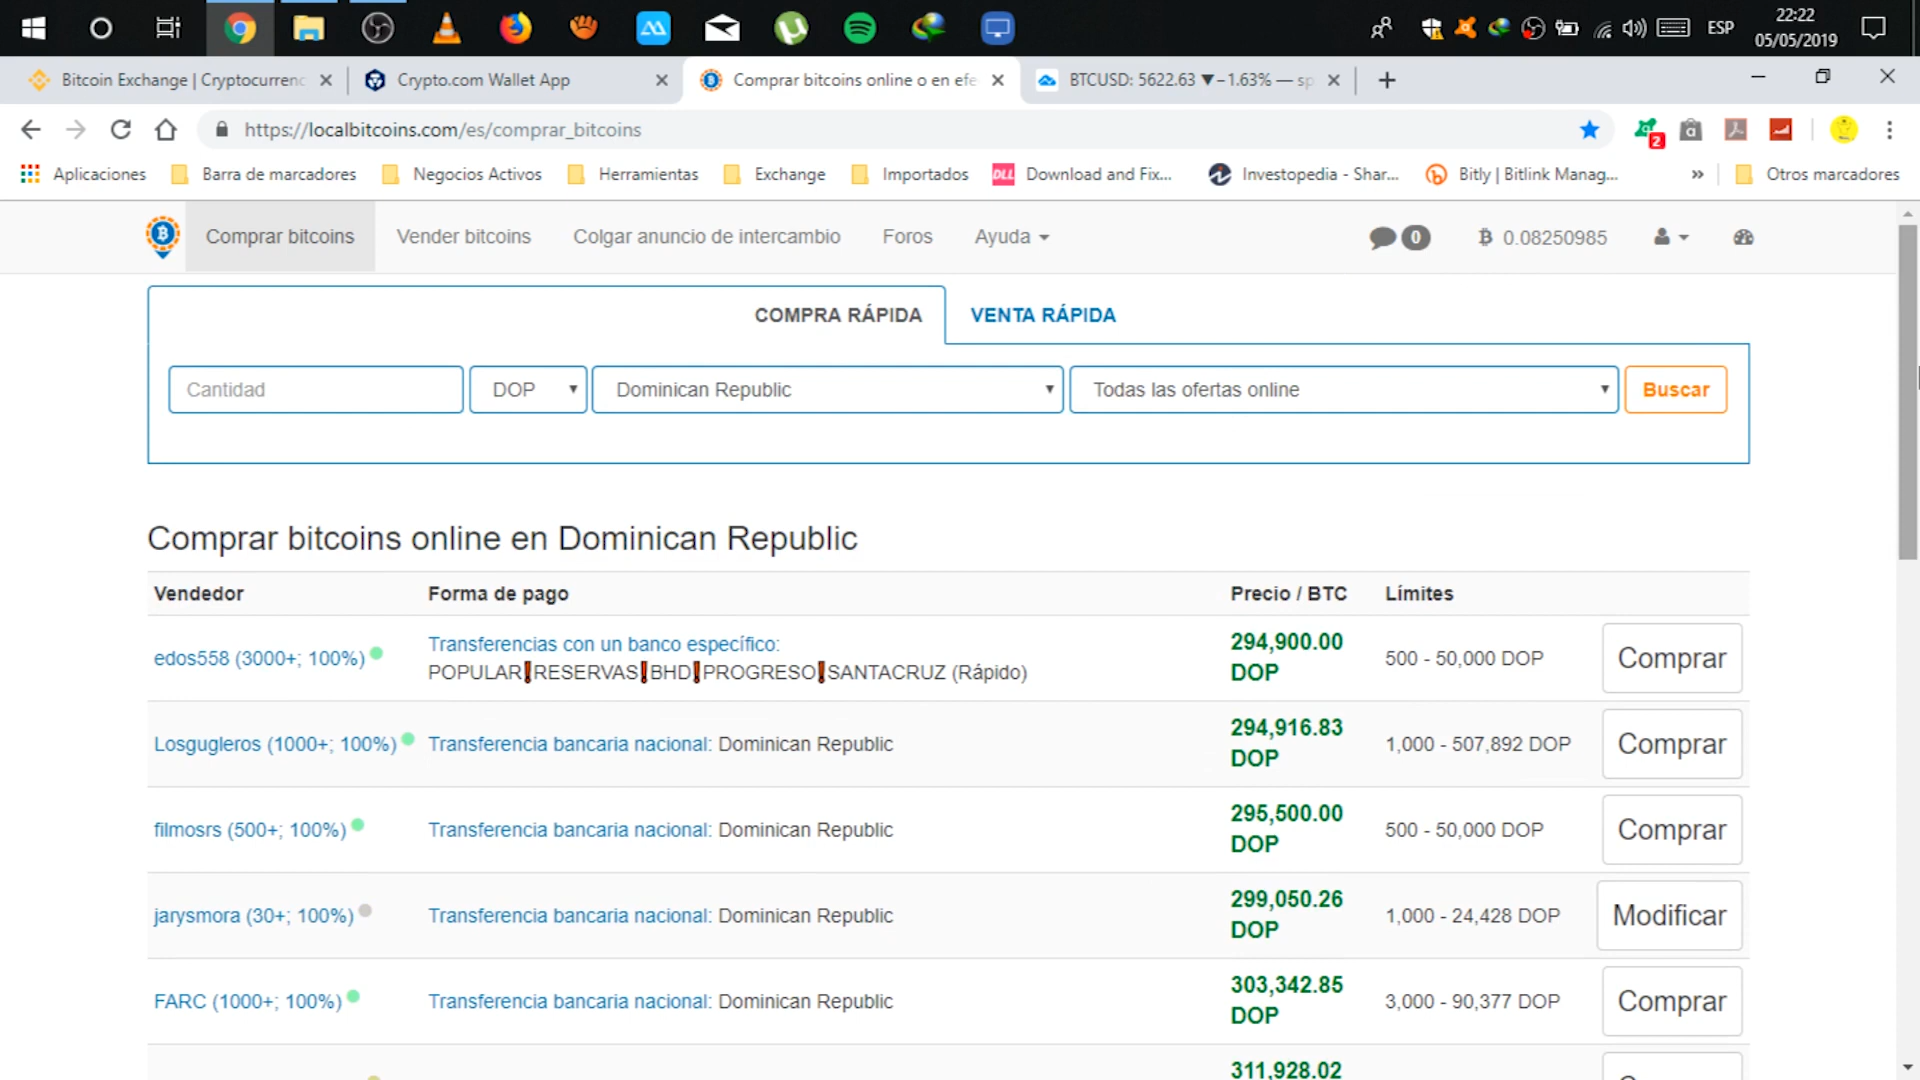 22:22
ESP
05/05/2019
Bitcoin Exchange | Cryptocurrenc
Crypto.com Wallet App
Comprar bitcoins online o en efe
BTCUSD: 5622.63 ▼−1.63% — sp
https://localbitcoins.com/es/comprar_bitcoins
2
Aplicaciones
Barra de marcadores
Negocios Activos
Herramientas
Exchange
Importados
DLL
Download and Fix...
Investopedia - Shar...
Bitly | Bitlink Manag...
»
Otros marcadores
Comprar bitcoins
Vender bitcoins
Colgar anuncio de intercambio
Foros
Ayuda
0
0.08250985
COMPRA RÁPIDA
VENTA RÁPIDA
Cantidad
DOP
Dominican Republic
Todas las ofertas online
Buscar
Comprar bitcoins online en Dominican Republic
Vendedor Forma de pago Precio / BTC Límites
edos558 (3000+; 100%)
Transferencias con un banco específico:
POPULAR❗RESERVAS❗BHD❗PROGRESO❗SANTACRUZ (Rápido)
294,900.00
DOP
500 - 50,000 DOP
Comprar
Losgugleros (1000+; 100%)
Transferencia bancaria nacional: Dominican Republic
294,916.83
DOP
1,000 - 507,892 DOP
Comprar
filmosrs (500+; 100%)
Transferencia bancaria nacional: Dominican Republic
295,500.00
DOP
500 - 50,000 DOP
Comprar
jarysmora (30+; 100%)
Transferencia bancaria nacional: Dominican Republic
299,050.26
DOP
1,000 - 24,428 DOP
Modificar
FARC (1000+; 100%)
Transferencia bancaria nacional: Dominican Republic
303,342.85
DOP
3,000 - 90,377 DOP
Comprar
311,928.02